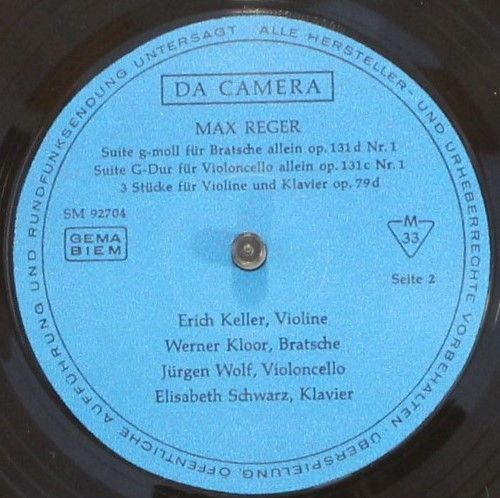 ALLE HERSTELLER- UND URHEBERRECHTE VORBEHALTEN · ÜBERSPIELUNG, ÖFFENTLICHE AUFFÜHRUNG UND RUNDFUNKSENDUNG UNTERSAGT
DA CAMERA
MAX REGER
Suite g-moll für Bratsche allein op. 131 d Nr. 1
Suite G-Dur für Violoncello allein op. 131 c Nr. 1
3 Stücke für Violine und Klavier op. 79 d
SM 92704
GEMA
BIEM
M
33
Seite 2
Erich Keller, Violine
Werner Kloor, Bratsche
Jürgen Wolf, Violoncello
Elisabeth Schwarz, Klavier